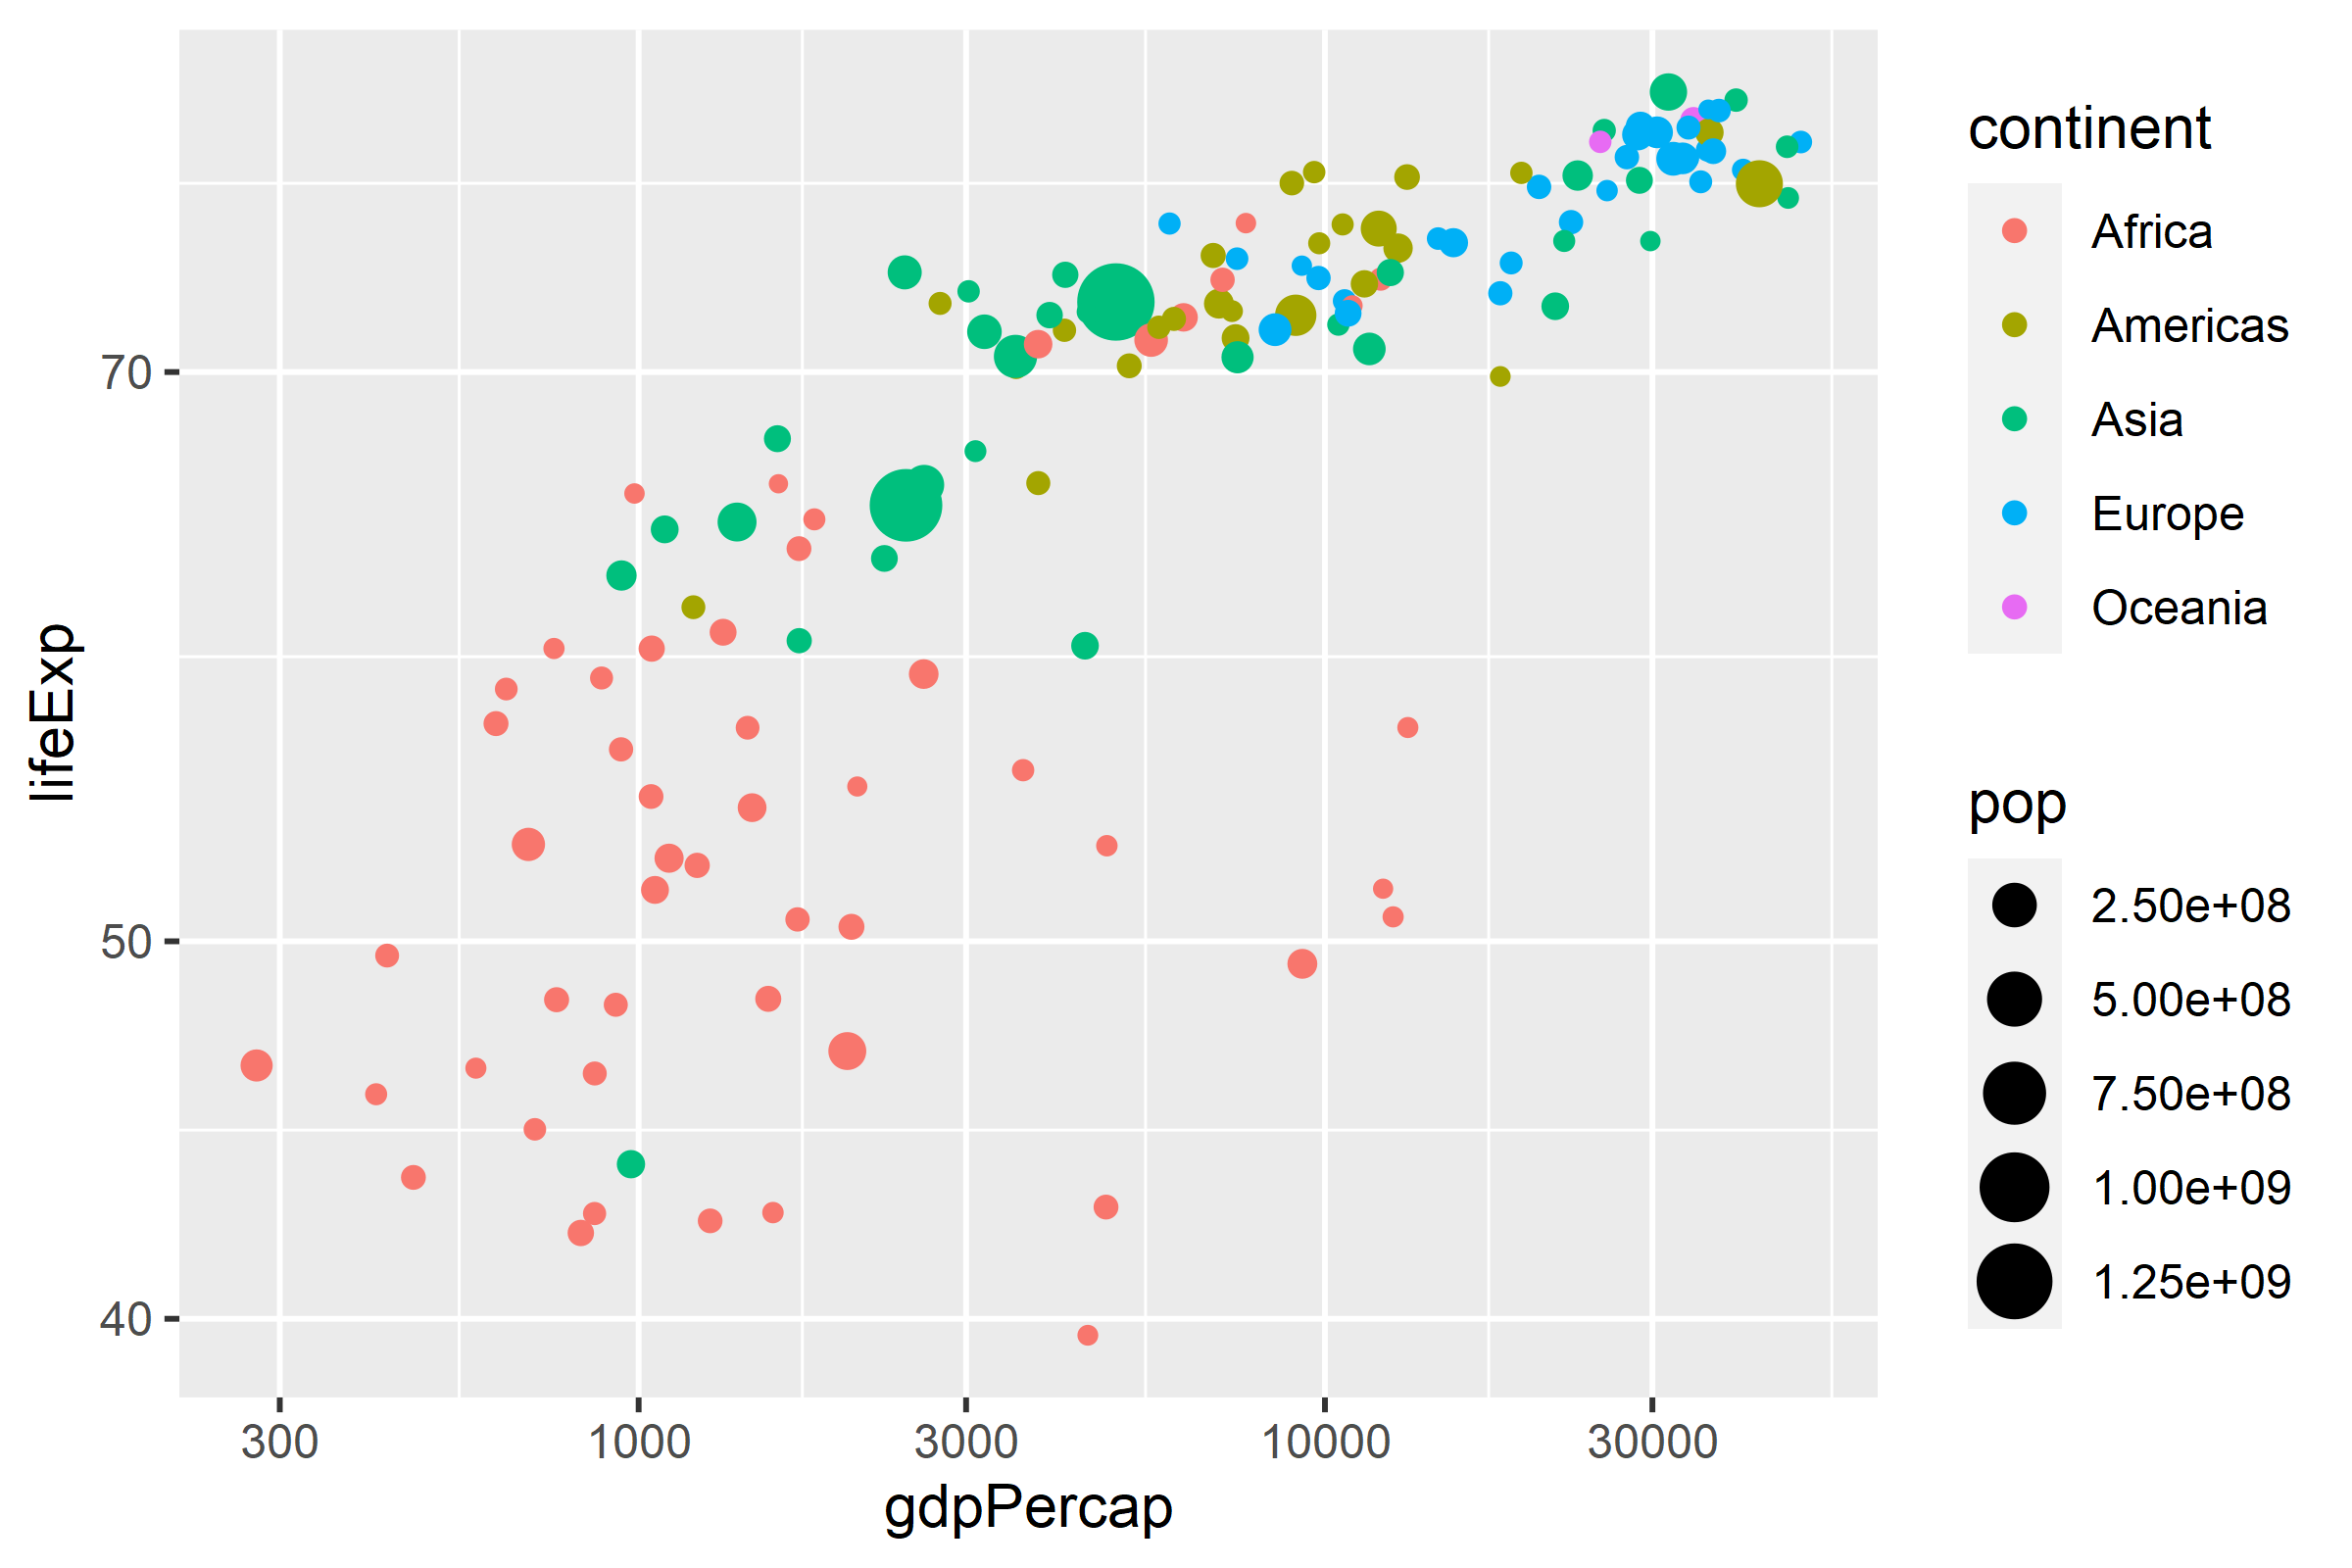 lifeExp
70
50
40
300 1000 3000 10000 30000
gdpPercap
continent
Africa
Americas
Asia
Europe
Oceania
pop
2.50e+08
5.00e+08
7.50e+08
1.00e+09
1.25e+09